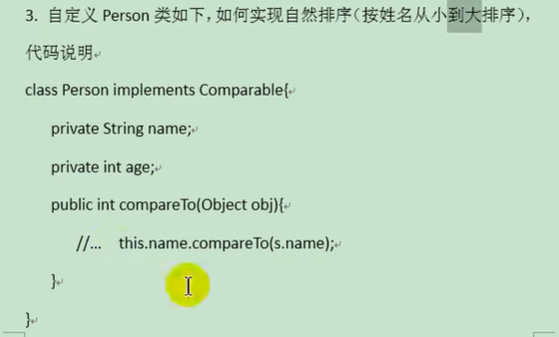 3. 自定义 Person 类如下，如何实现自然排序（按姓名从小到大排序），
代码说明
class Person implements Comparable{
private String name;
private int age;
public int compareTo(Object obj){
//... this.name.compareTo(s.name);
}
}